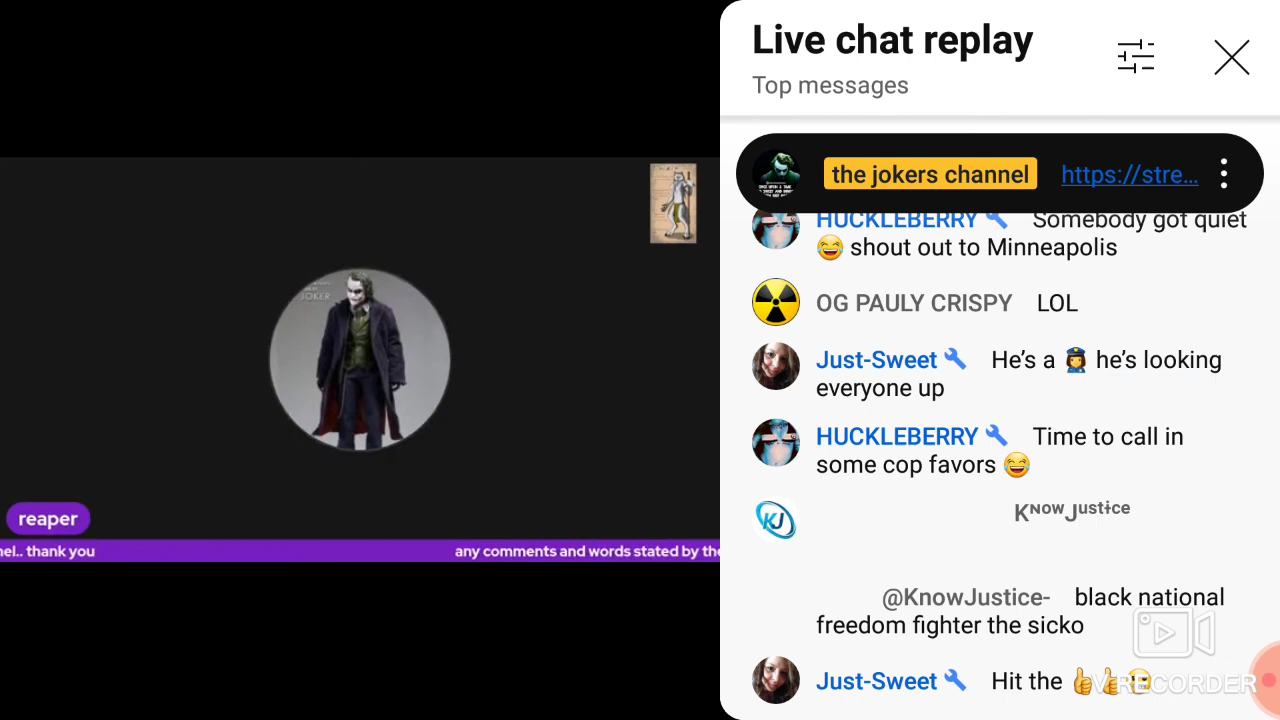 Live chat replay
Top messages
the jokers channel https://stre...
HUCKLEBERRY Somebody got quiet
😂 shout out to Minneapolis
OG PAULY CRISPY LOL
Just-Sweet He's a 👮‍♀️ he's looking
everyone up
HUCKLEBERRY Time to call in
some cop favors 😂
KJ
KᴺᵒʷJᵘˢᵗⁱᶜᵉ
@KnowJustice- black national
freedom fighter the sicko
Just-Sweet Hit the 👍👍😁
JOKER
reaper
nel.. thank you any comments and words stated by the
V RECORDER